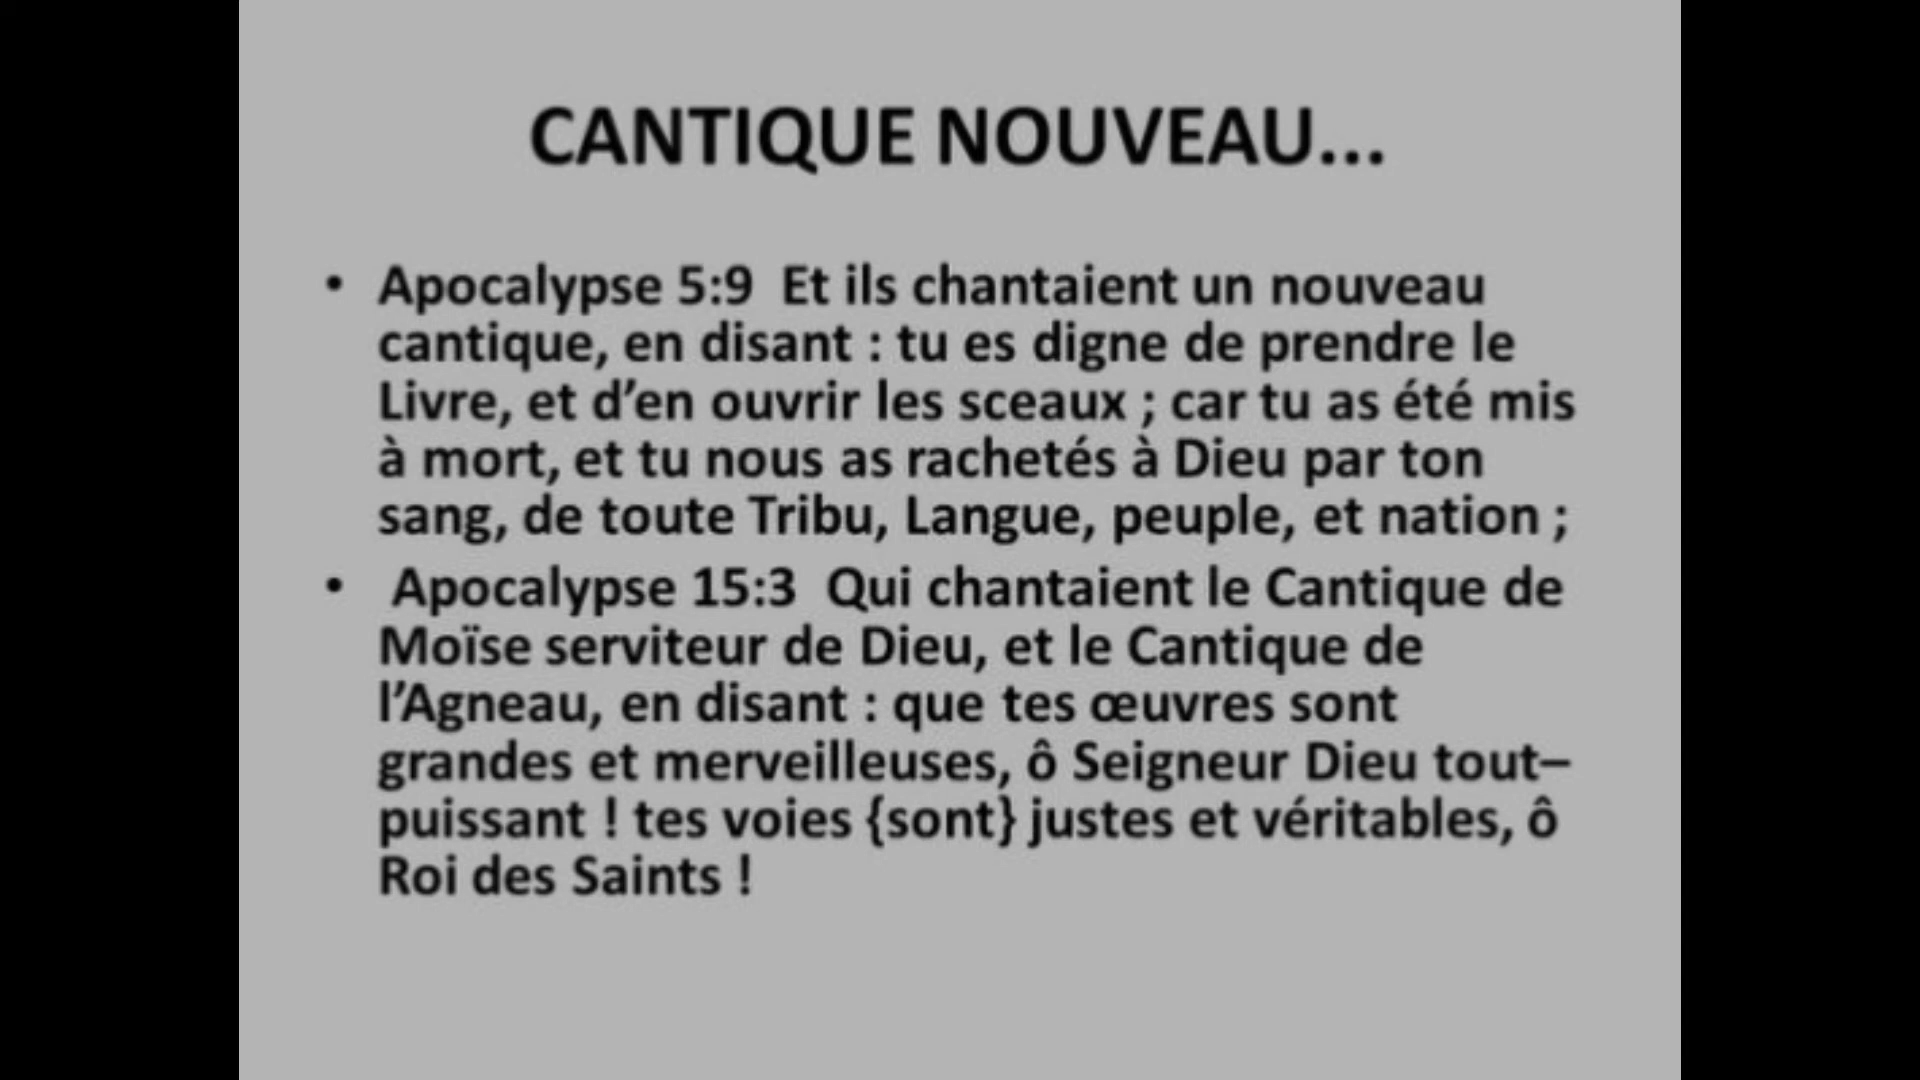 CANTIQUE NOUVEAU...
• Apocalypse 5:9 Et ils chantaient un nouveau
cantique, en disant : tu es digne de prendre le
Livre, et d’en ouvrir les sceaux ; car tu as été mis
à mort, et tu nous as rachetés à Dieu par ton
sang, de toute Tribu, Langue, peuple, et nation ;
• Apocalypse 15:3 Qui chantaient le Cantique de
Moïse serviteur de Dieu, et le Cantique de
l’Agneau, en disant : que tes œuvres sont
grandes et merveilleuses, ô Seigneur Dieu tout–
puissant ! tes voies {sont} justes et véritables, ô
Roi des Saints !